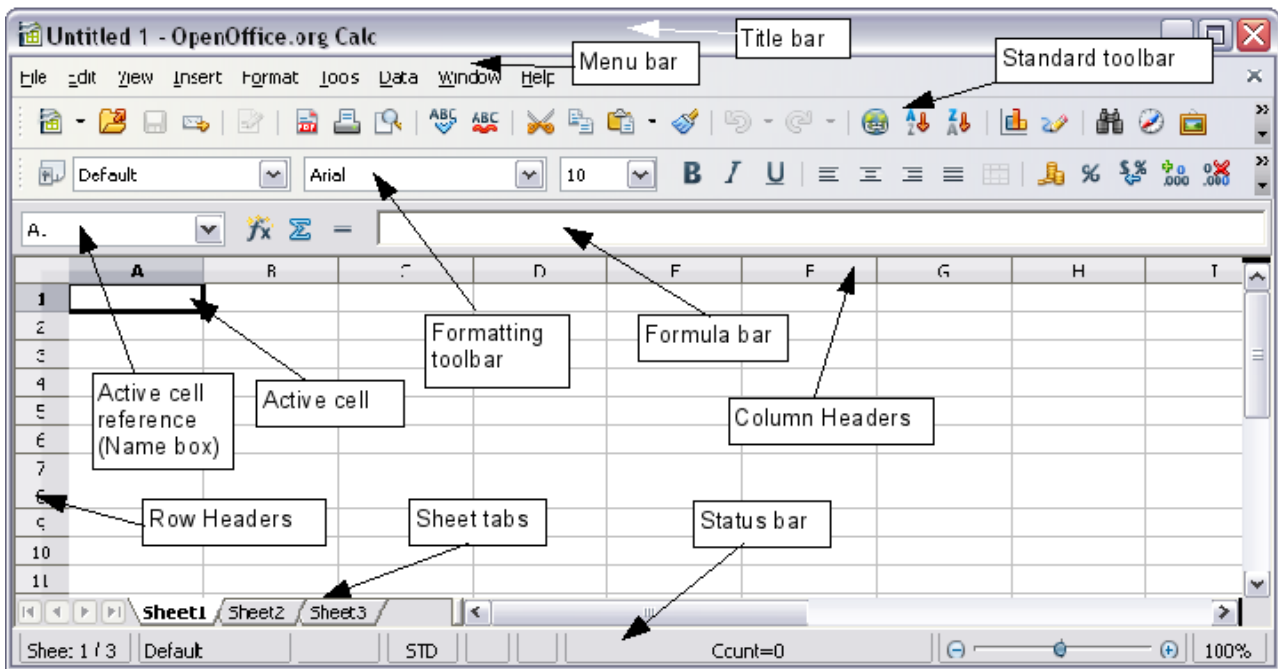 Untitled 1 - OpenOffice.org Calc
Title bar
Menu bar
Standard toolbar
File Edit View Insert Format Tools Data Window Help
ABC ABC
Default Arial 10 B I U
A.
A B C D E F G H I
1
2
3
4
5
6
7
8
9
10
11
Formatting
toolbar
Formula bar
Active cell
reference
(Name box)
Active cell
Column Headers
Row Headers
Sheet tabs
Status bar
Sheet1 Sheet2 Sheet3
Sheet 1 / 3 Default STD Count=0 100%